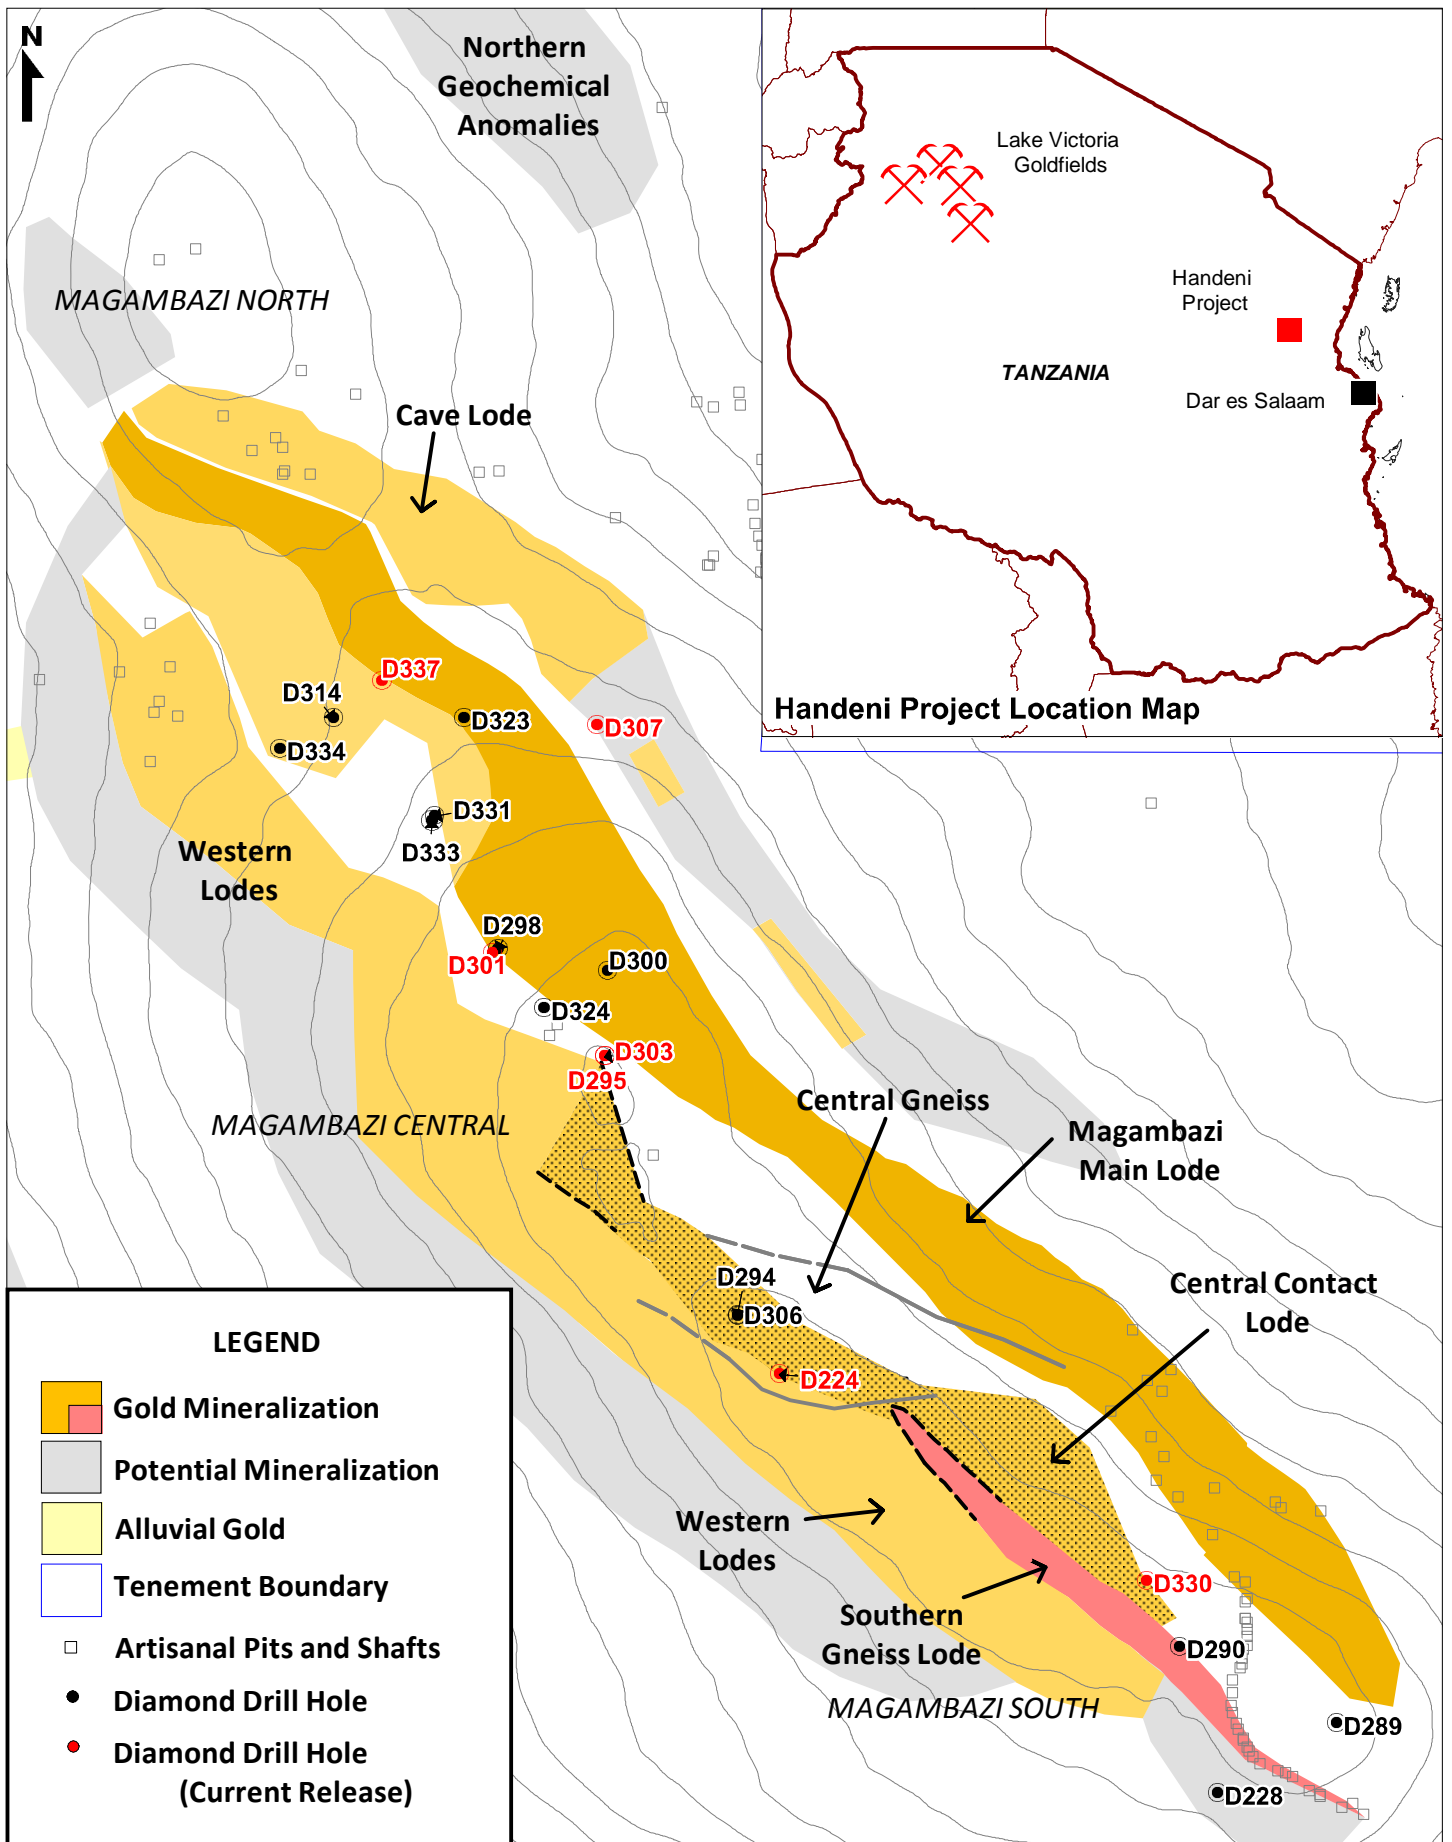 N
Northern
Geochemical
Anomalies
Lake Victoria
Goldfields
Handeni
Project
TANZANIA
Dar es Salaam
Handeni Project Location Map
MAGAMBAZI NORTH
Cave Lode
D337
D314
D323
D307
D334
D331
D333
Western
Lodes
D298
D301
D300
D324
D303
D295
MAGAMBAZI CENTRAL
Central Gneiss
Magambazi
Main Lode
D294
D306
Central Contact
Lode
D224
Western
Lodes
D330
Southern
Gneiss Lode
D290
MAGAMBAZI SOUTH
D289
D228
LEGEND
Gold Mineralization
Potential Mineralization
Alluvial Gold
Tenement Boundary
Artisanal Pits and Shafts
Diamond Drill Hole
Diamond Drill Hole
(Current Release)